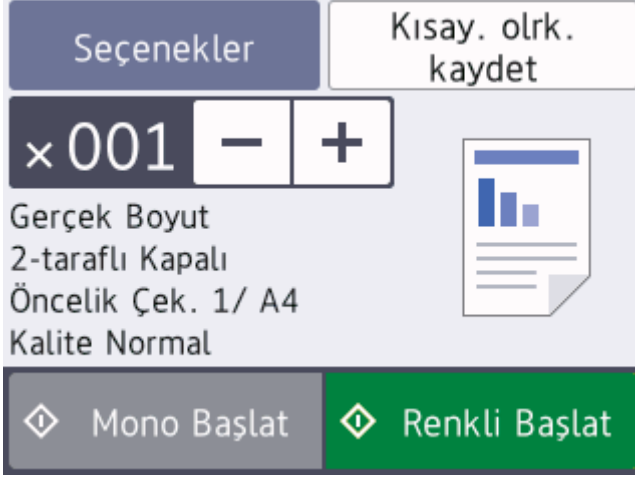 Seçenekler
Kısay. olrk.
kaydet
×001 − +
Gerçek Boyut
2-taraflı Kapalı
Öncelik Çek. 1/ A4
Kalite Normal
Mono Başlat
Renkli Başlat